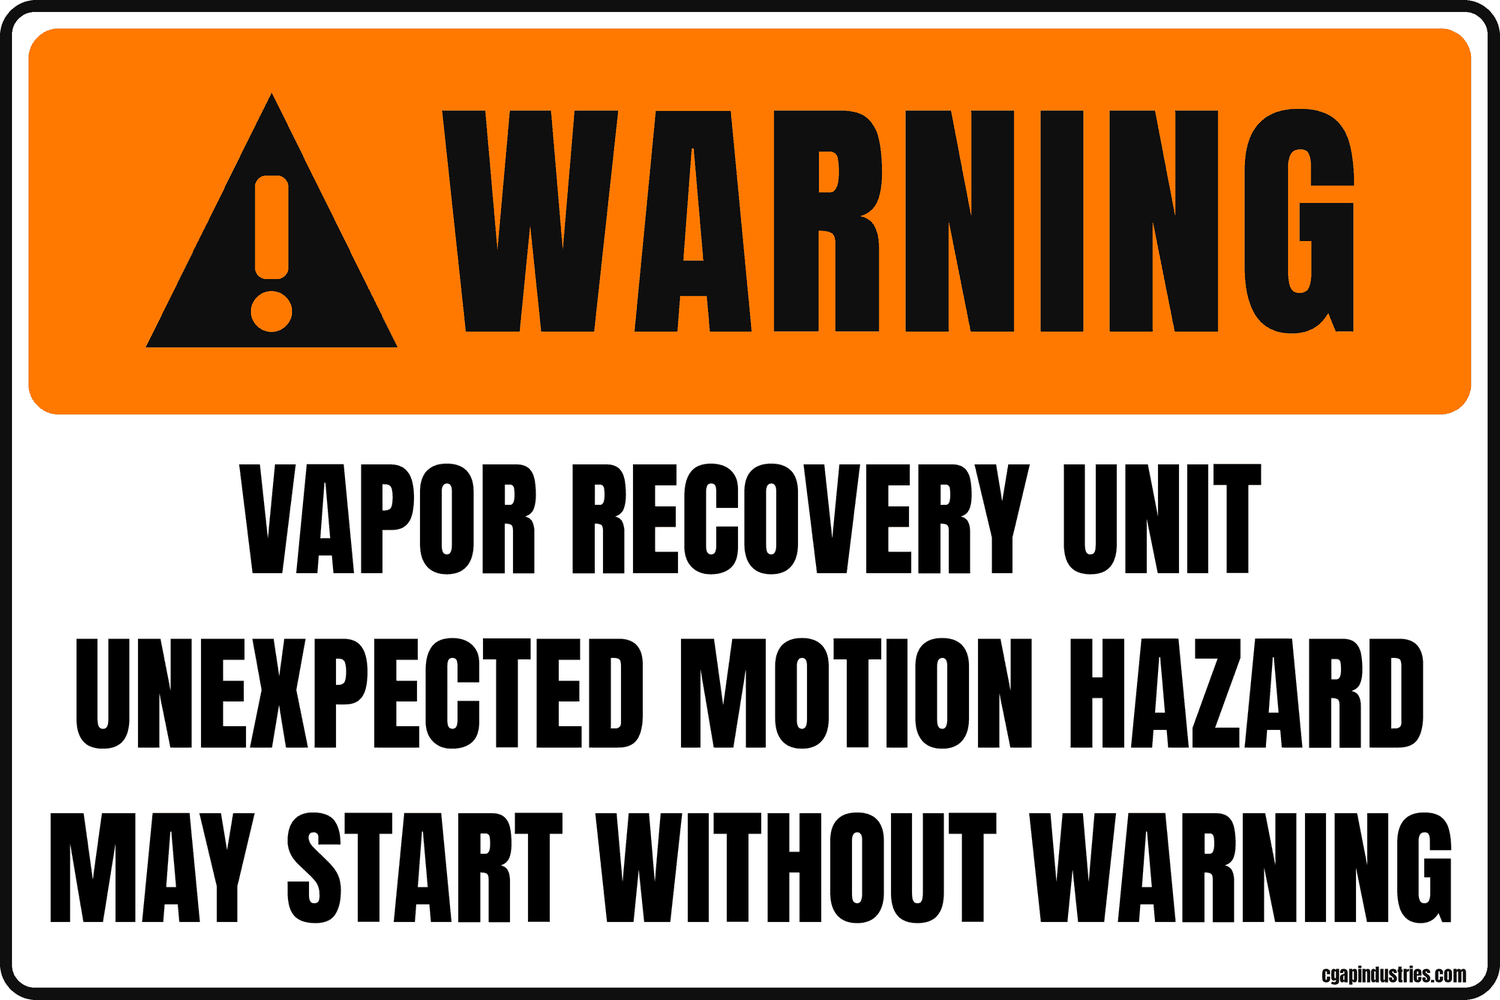 WARNING
VAPOR RECOVERY UNIT
UNEXPECTED MOTION HAZARD
MAY START WITHOUT WARNING
cgapindustries.com